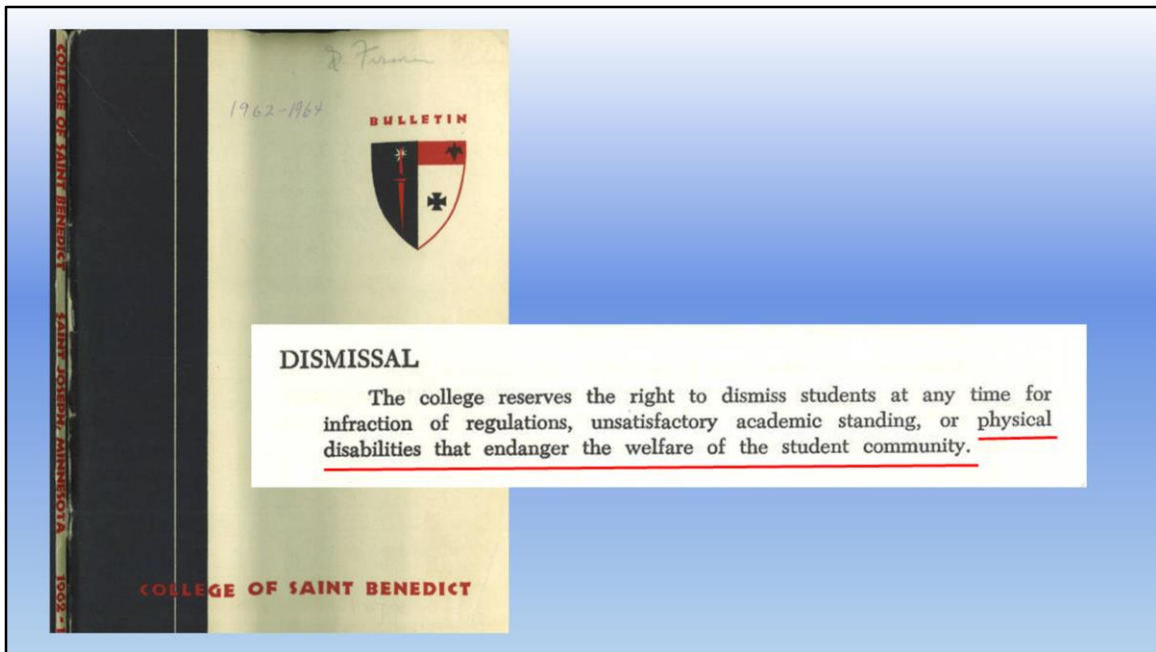 COLLEGE OF SAINT BENEDICT SAINT JOSEPH, MINNESOTA
1962-1964
BULLETIN
DISMISSAL
The college reserves the right to dismiss students at any time for
infraction of regulations, unsatisfactory academic standing, or physical
disabilities that endanger the welfare of the student community.
COLLEGE OF SAINT BENEDICT